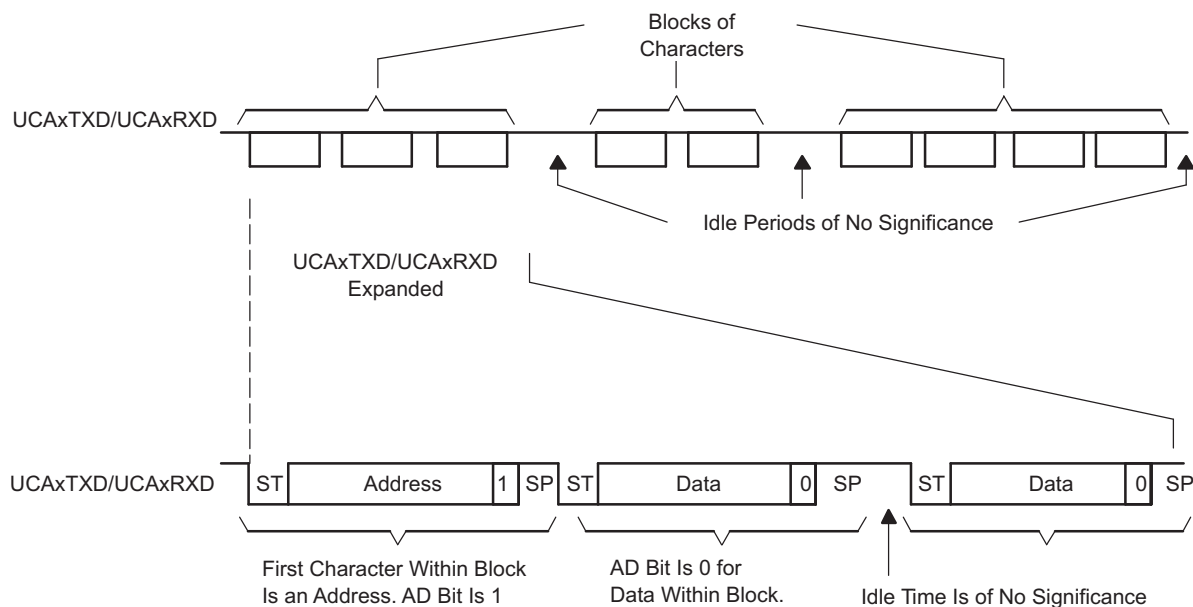 Blocks of
Characters
UCAxTXD/UCAxRXD
Idle Periods of No Significance
UCAxTXD/UCAxRXD
Expanded
UCAxTXD/UCAxRXD
ST
Address
1
SP
ST
Data
0
SP
ST
Data
0
SP
First Character Within Block
Is an Address. AD Bit Is 1
AD Bit Is 0 for
Data Within Block.
Idle Time Is of No Significance